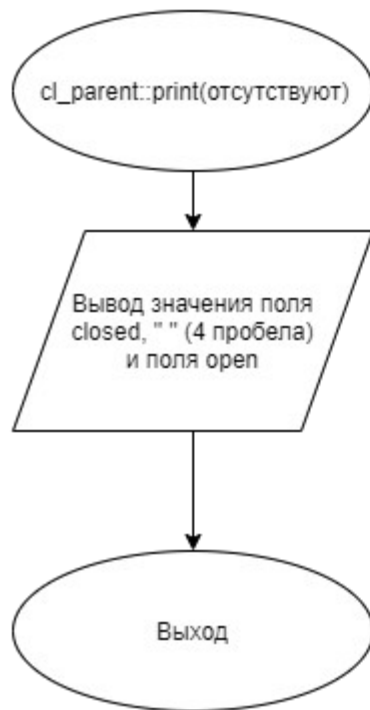 cl_parent::print(отсутствуют)
Вывод значения поля
closed, " " (4 пробела)
и поля open
Выход